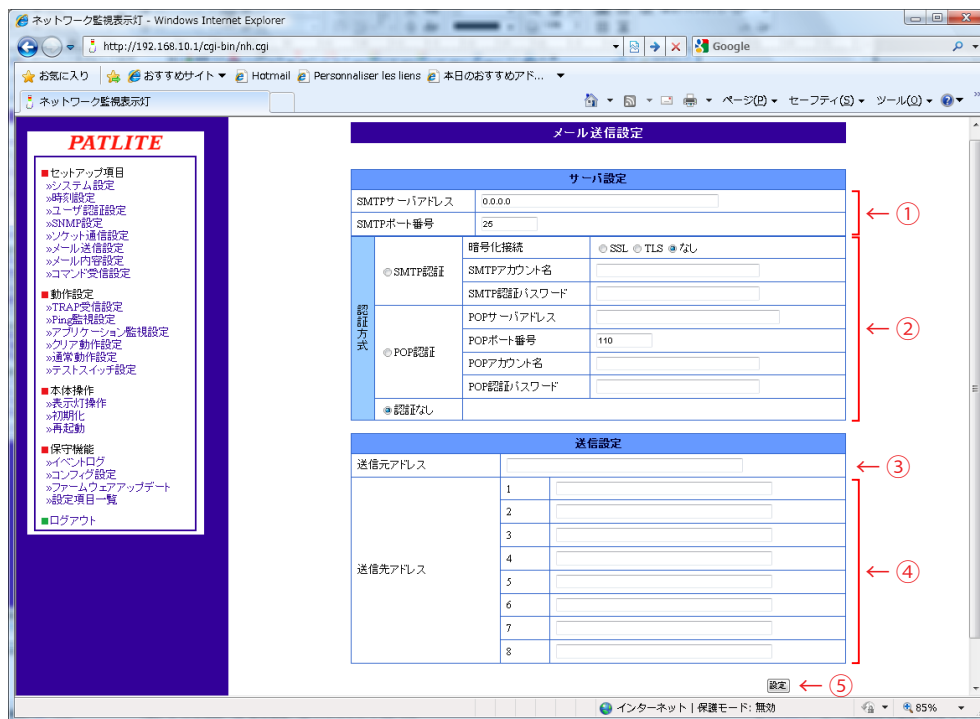 ネットワーク監視表示灯 - Windows Internet Explorer
http://192.168.10.1/cgi-bin/nh.cgi
Google
お気に入り
おすすめサイト
Hotmail
Personnaliser les liens
本日のおすすめアド...
ネットワーク監視表示灯
ページ(P)
セーフティ(S)
ツール(O)
PATLITE
■セットアップ項目
»システム設定
»時刻設定
»ユーザ認証設定
»SNMP設定
»ソケット通信設定
»メール送信設定
»メール内容設定
»コマンド受信設定
■動作設定
»TRAP受信設定
»Ping監視設定
»アプリケーション監視設定
»クリア動作設定
»通常動作設定
»テストスイッチ設定
■本体操作
»表示灯操作
»初期化
»再起動
■保守機能
»イベントログ
»コンフィグ設定
»ファームウェアアップデート
»設定項目一覧
■ログアウト
メール送信設定
サーバ設定
SMTPサーバアドレス 0.0.0.0
SMTPポート番号 25
← ①
認証方式
SMTP認証
暗号化接続 SSL TLS なし
SMTPアカウント名
SMTP認証パスワード
POP認証
POPサーバアドレス
POPポート番号 110
POPアカウント名
POP認証パスワード
認証なし
← ②
送信設定
送信元アドレス
← ③
送信先アドレス
1
2
3
4
5
6
7
8
← ④
設定
← ⑤
インターネット | 保護モード: 無効
85%